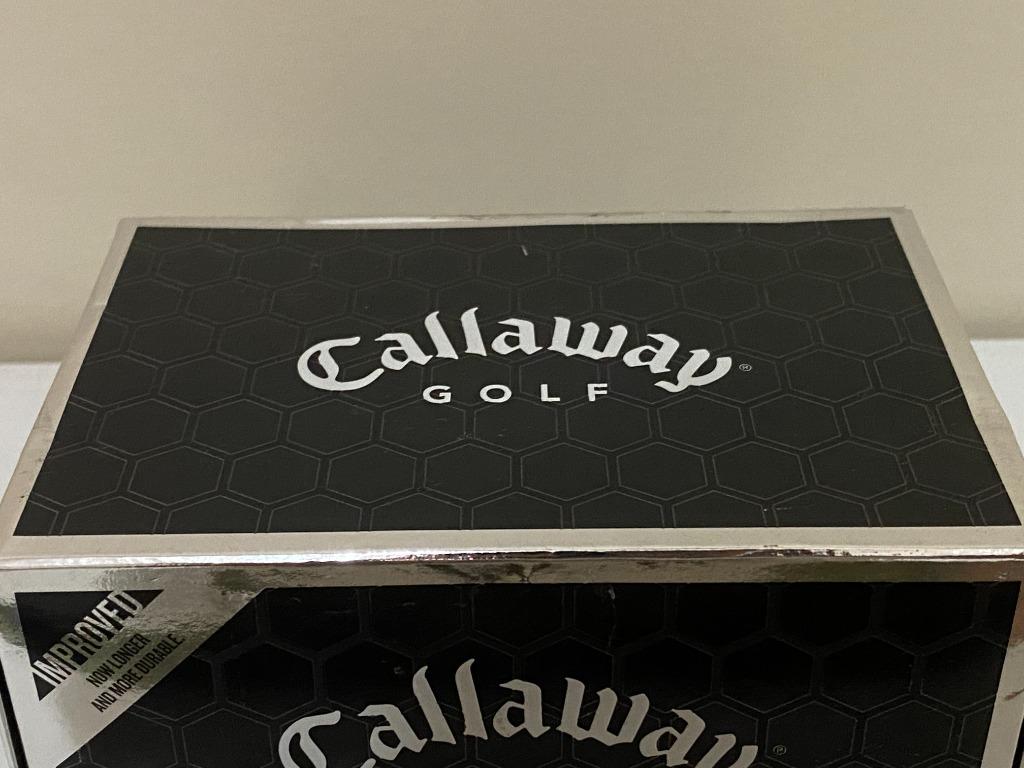 Callaway®
GOLF
IMPROVED
NOW LONGER
AND MORE DURABLE
Callaway®